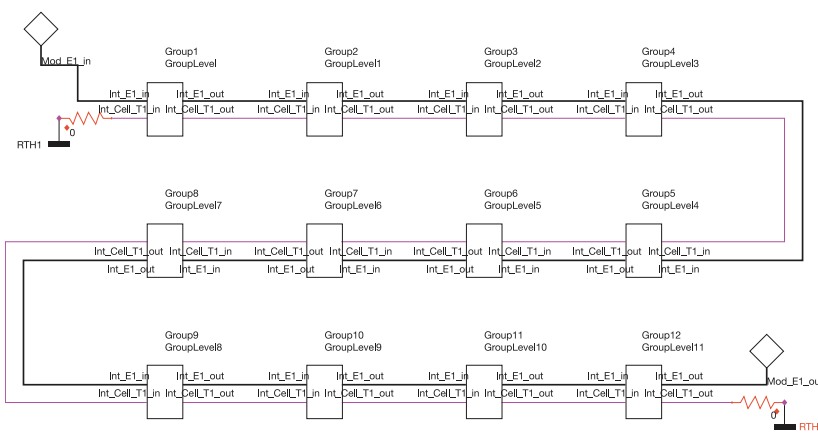 Mod_E1_in
Group1 Group2 Group3 Group4
GroupLevel GroupLevel1 GroupLevel2 GroupLevel3
Int_E1_in Int_E1_out Int_E1_in Int_E1_out Int_E1_in Int_E1_out Int_E1_in Int_E1_out
Int_Cell_T1_in Int_Cell_T1_out Int_Cell_T1_in Int_Cell_T1_out Int_Cell_T1_in Int_Cell_T1_out Int_Cell_T1_in Int_Cell_T1_out
0
RTH1
Group8 Group7 Group6 Group5
GroupLevel7 GroupLevel6 GroupLevel5 GroupLevel4
Int_Cell_T1_out Int_Cell_T1_in Int_Cell_T1_out Int_Cell_T1_in Int_Cell_T1_out Int_Cell_T1_in Int_Cell_T1_out Int_Cell_T1_in
Int_E1_out Int_E1_in Int_E1_out Int_E1_in Int_E1_out Int_E1_in Int_E1_out Int_E1_in
Group9 Group10 Group11 Group12
GroupLevel8 GroupLevel9 GroupLevel10 GroupLevel11
Int_E1_in Int_E1_out Int_E1_in Int_E1_out Int_E1_in Int_E1_out Int_E1_in Int_E1_out
Mod_E1_ou
Int_Cell_T1_in Int_Cell_T1_out Int_Cell_T1_in Int_Cell_T1_out Int_Cell_T1_in Int_Cell_T1_out Int_Cell_T1_in Int_Cell_T1_out
0
RTH